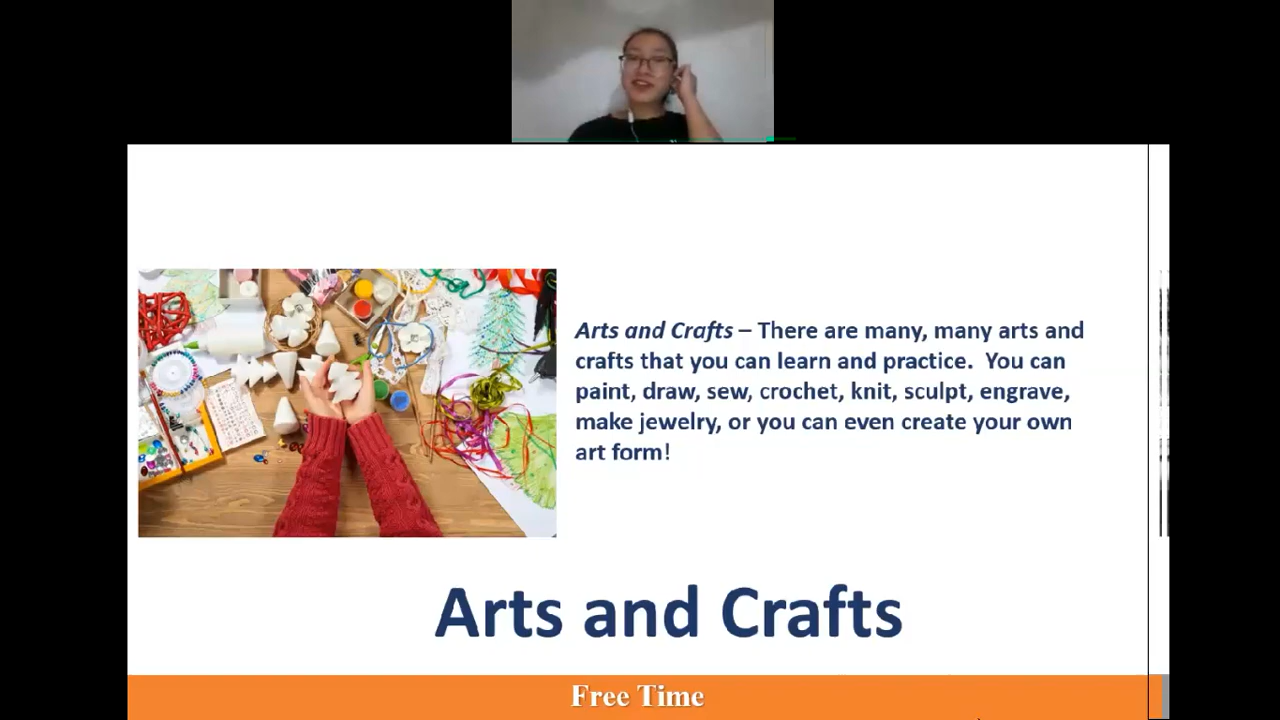 Arts and Crafts – There are many, many arts and
crafts that you can learn and practice.  You can
paint, draw, sew, crochet, knit, sculpt, engrave,
make jewelry, or you can even create your own
art form!
Arts and Crafts
Free Time